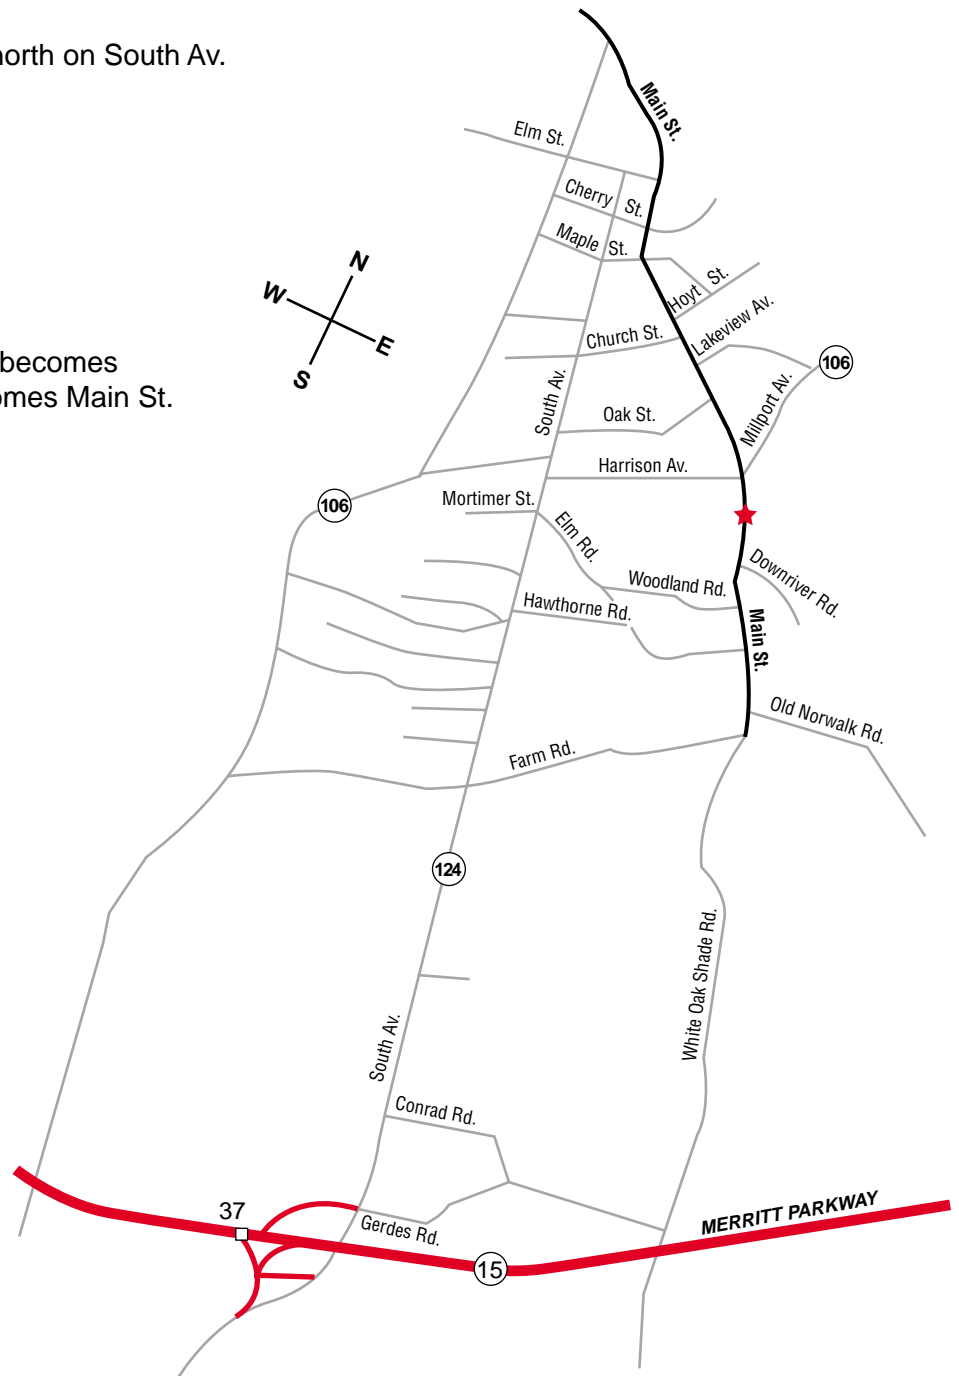 north on South Av.
Main St.
Elm St.
Cherry St.
Maple St.
N
W
E
S
Hoyt St.
Lakeview Av.
Church St.
becomes
omes Main St.
106
South Av.
Oak St.
Millport Av.
Harrison Av.
106
Mortimer St.
Elm Rd.
Woodland Rd.
Downriver Rd.
Hawthorne Rd.
Main St.
Old Norwalk Rd.
Farm Rd.
124
White Oak Shade Rd.
South Av.
Conrad Rd.
37
Gerdes Rd.
MERRITT PARKWAY
15